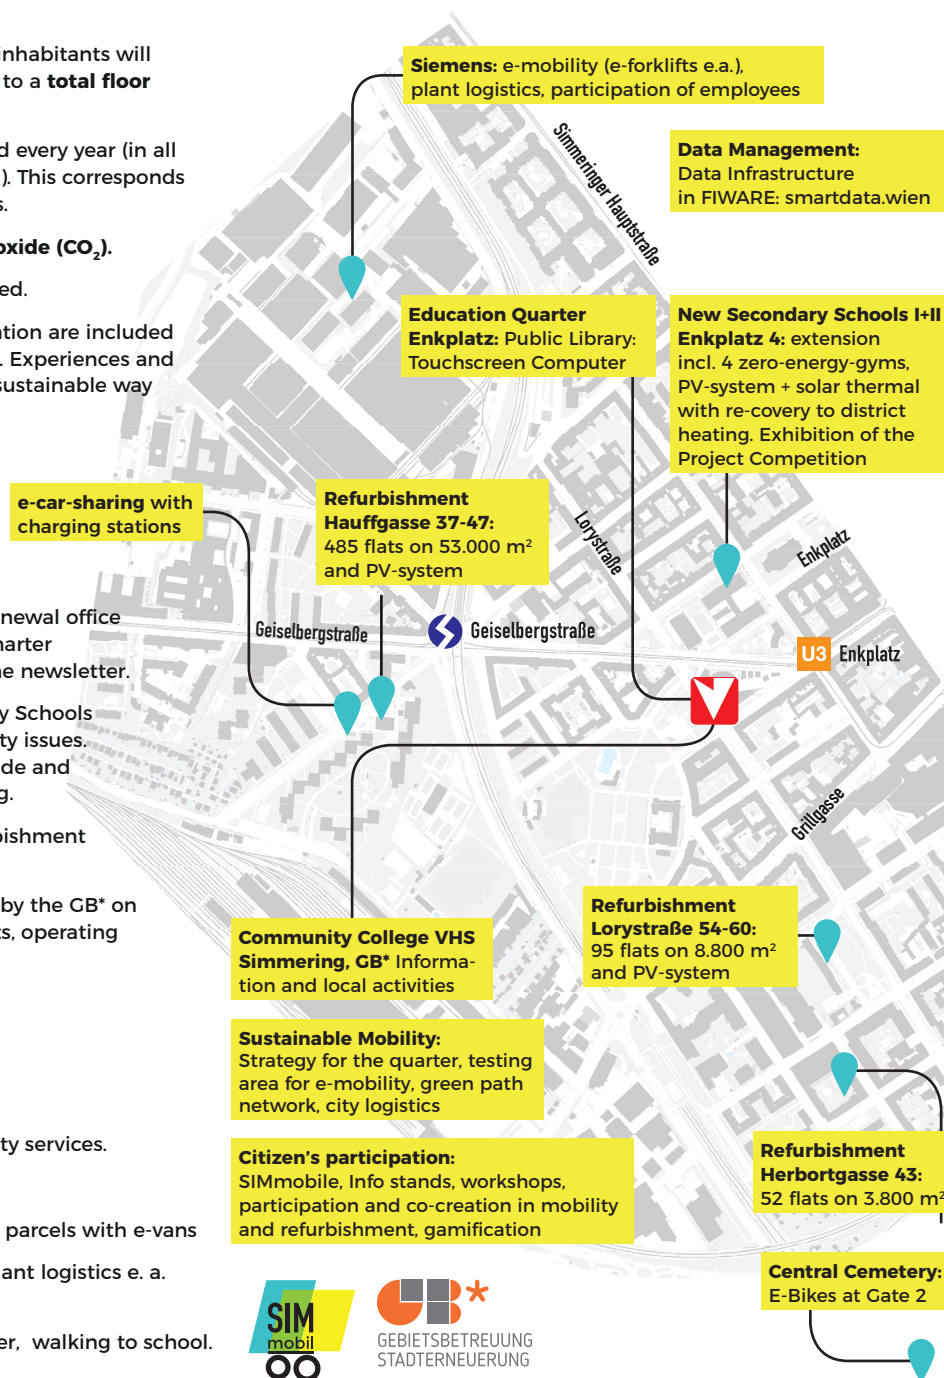 inhabitants will
to a total floor
d every year (in all
). This corresponds
s.
oxide (CO₂).
ed.
ation are included
. Experiences and
sustainable way
newal office
harter
ne newsletter.
y Schools
ty issues.
de and
g.
bishment
by the GB* on
ts, operating
ty services.
parcels with e-vans
ant logistics e. a.
er, walking to school.
Siemens: e-mobility (e-forklifts e.a.),
plant logistics, participation of employees
Simmeringer Hauptstraße
Data Management:
Data Infrastructure
in FIWARE: smartdata.wien
Education Quarter
Enkplatz: Public Library:
Touchscreen Computer
New Secondary Schools I+II
Enkplatz 4: extension
incl. 4 zero-energy-gyms,
PV-system + solar thermal
with re-covery to district
heating. Exhibition of the
Project Competition
e-car-sharing with
charging stations
Refurbishment
Hauffgasse 37-47:
485 flats on 53.000 m²
and PV-system
Lorystraße
Enkplatz
Geiselbergstraße
Geiselbergstraße
U3 Enkplatz
Grillgasse
Refurbishment
Lorystraße 54-60:
95 flats on 8.800 m²
and PV-system
Community College VHS
Simmering, GB* Informa-
tion and local activities
Sustainable Mobility:
Strategy for the quarter, testing
area for e-mobility, green path
network, city logistics
Citizen's participation:
SIMmobile, Info stands, workshops,
participation and co-creation in mobility
and refurbishment, gamification
Refurbishment
Herbortgasse 43:
52 flats on 3.800 m²
Central Cemetery:
E-Bikes at Gate 2
SIM
mobil
GB*
GEBIETSBETREUUNG
STADTERNEUERUNG